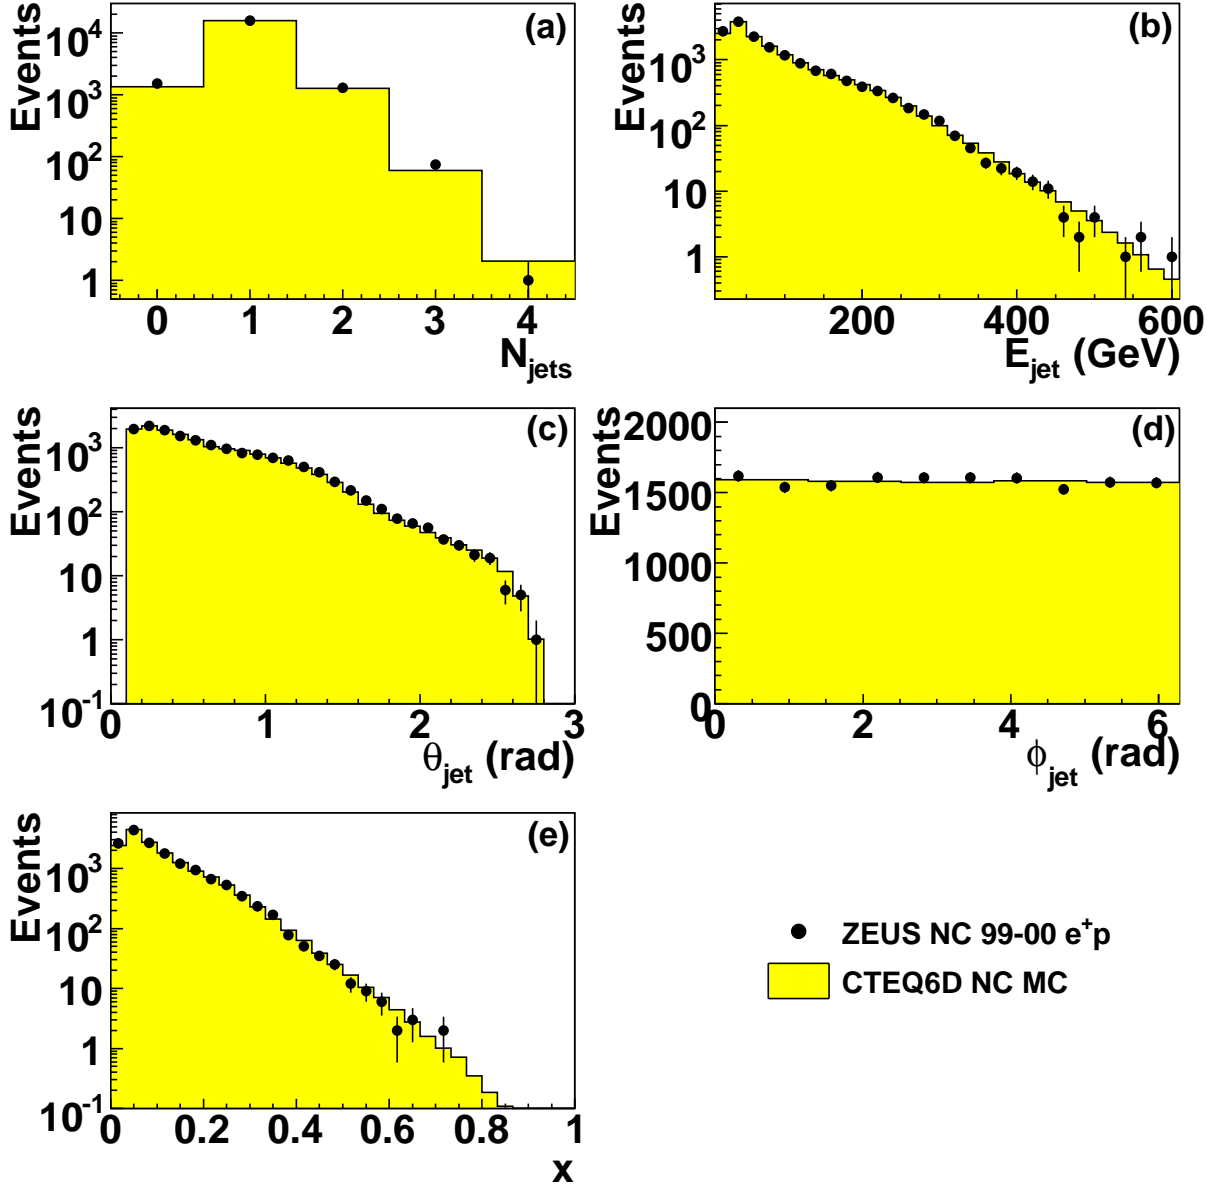 (a)
Events
10^4
10^3
10^2
10
1
0 1 2 3 4
N_jets
(b)
Events
10^3
10^2
10
1
200 400 600
E_jet (GeV)
(c)
Events
10^3
10^2
10
1
10^-1
0 1 2 3
θ_jet (rad)
(d)
Events
2000
1500
1000
500
0
0 2 4 6
ϕ_jet (rad)
(e)
Events
10^3
10^2
10
1
10^-1
0 0.2 0.4 0.6 0.8 1
x
ZEUS NC 99-00 e^+p
CTEQ6D NC MC